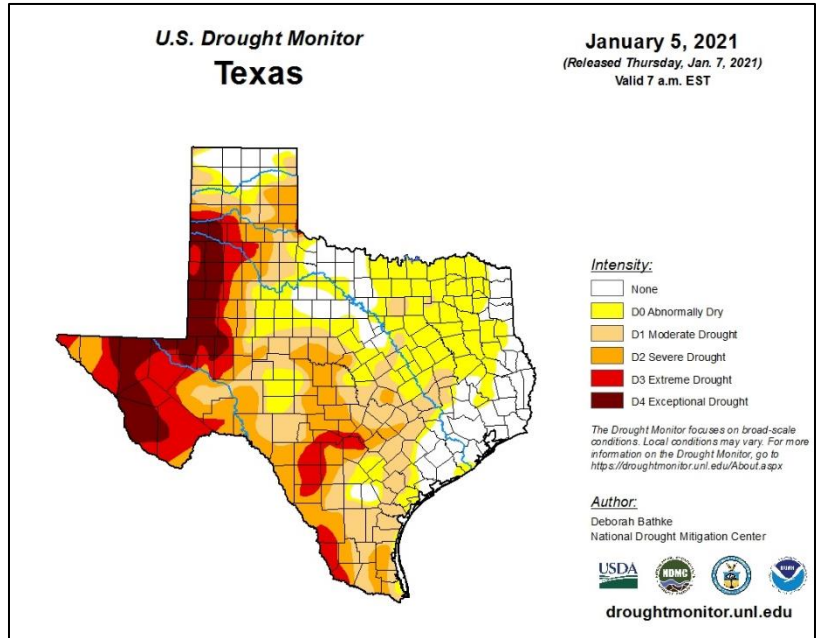 U.S. Drought Monitor
Texas
January 5, 2021
(Released Thursday, Jan. 7, 2021)
Valid 7 a.m. EST
Intensity:
None
D0 Abnormally Dry
D1 Moderate Drought
D2 Severe Drought
D3 Extreme Drought
D4 Exceptional Drought
The Drought Monitor focuses on broad-scale
conditions. Local conditions may vary. For more
information on the Drought Monitor, go to
https://droughtmonitor.unl.edu/About.aspx
Author:
Deborah Bathke
National Drought Mitigation Center
USDA
NDMC
droughtmonitor.unl.edu